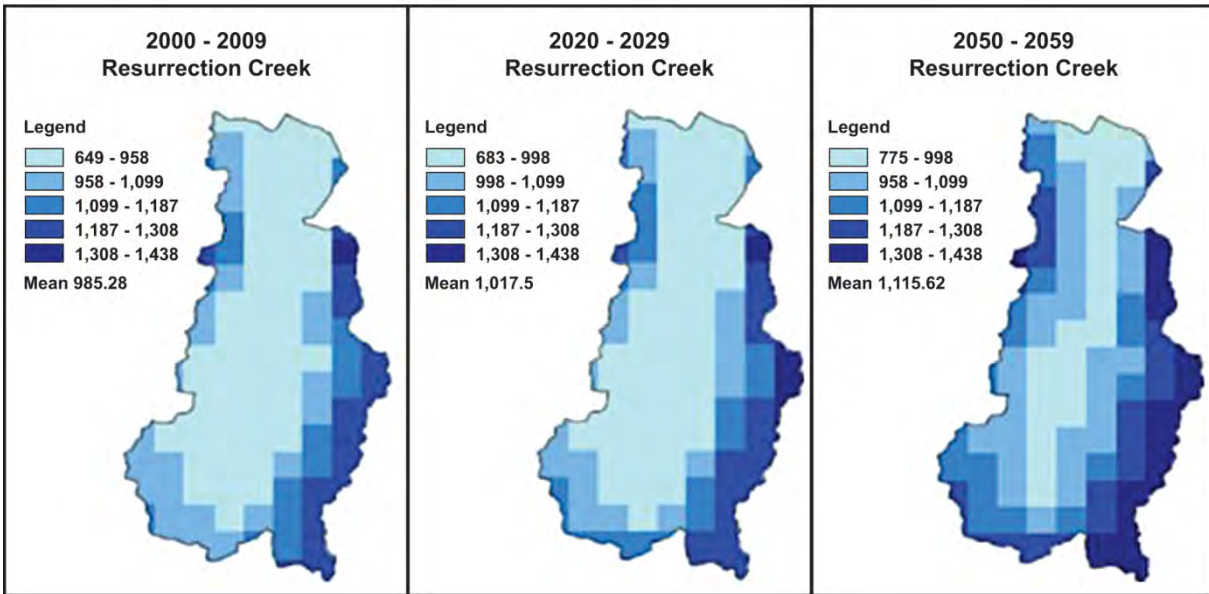 2000 - 2009
Resurrection Creek
Legend
649 - 958
958 - 1,099
1,099 - 1,187
1,187 - 1,308
1,308 - 1,438
Mean 985.28
2020 - 2029
Resurrection Creek
Legend
683 - 998
998 - 1,099
1,099 - 1,187
1,187 - 1,308
1,308 - 1,438
Mean 1,017.5
2050 - 2059
Resurrection Creek
Legend
775 - 998
958 - 1,099
1,099 - 1,187
1,187 - 1,308
1,308 - 1,438
Mean 1,115.62